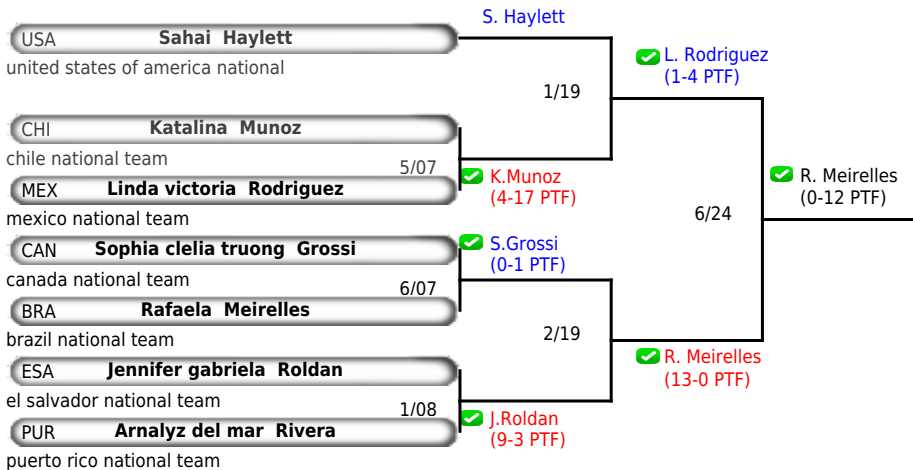 S. Haylett
USA Sahai Haylett
united states of america national
L. Rodriguez
(1-4 PTF)
1/19
CHI Katalina Munoz
chile national team
5/07
K.Munoz
(4-17 PTF)
MEX Linda victoria Rodriguez
mexico national team
R. Meirelles
(0-12 PTF)
6/24
CAN Sophia clelia truong Grossi
canada national team
S.Grossi
(0-1 PTF)
6/07
BRA Rafaela Meirelles
brazil national team
2/19
R. Meirelles
(13-0 PTF)
ESA Jennifer gabriela Roldan
el salvador national team
1/08
J.Roldan
(9-3 PTF)
PUR Arnalyz del mar Rivera
puerto rico national team